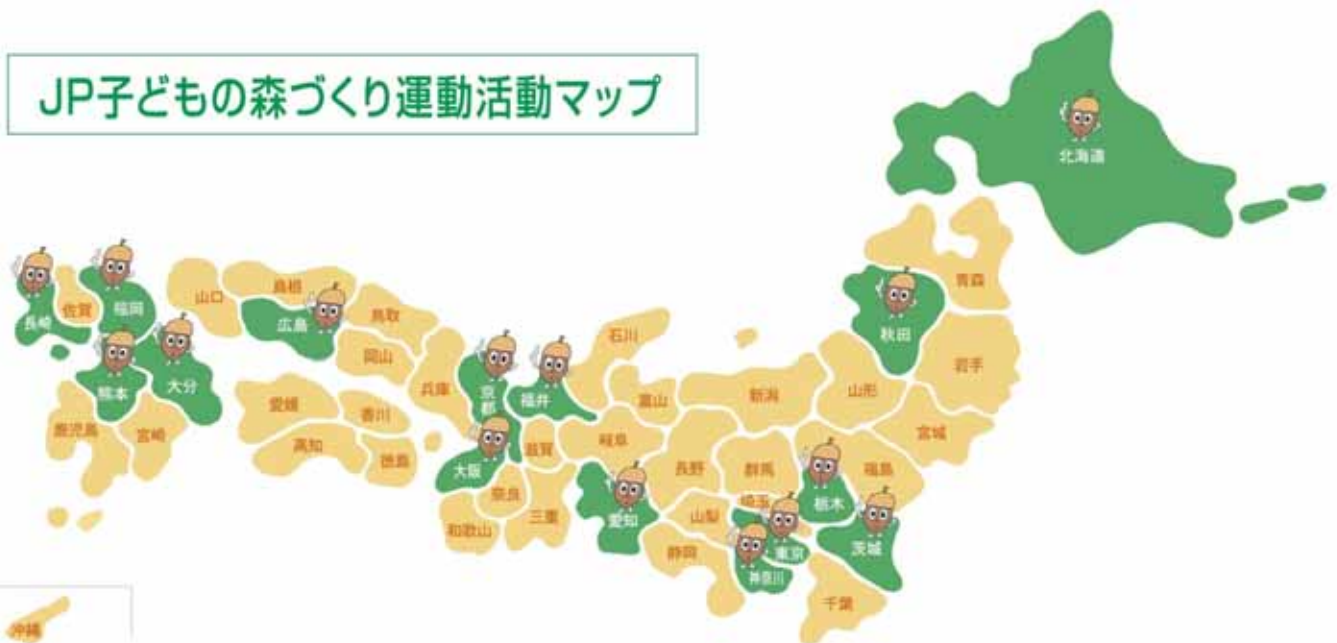 JP子どもの森づくり運動活動マップ
北海道
青森
秋田
岩手
山形
宮城
福島
新潟
栃木
茨城
群馬
埼玉
東京
神奈川
千葉
長野
山梨
静岡
富山
石川
岐阜
愛知
福井
滋賀
三重
京都
大阪
奈良
和歌山
兵庫
鳥取
岡山
島根
広島
山口
香川
徳島
愛媛
高知
福岡
佐賀
長崎
大分
熊本
宮崎
鹿児島
沖縄